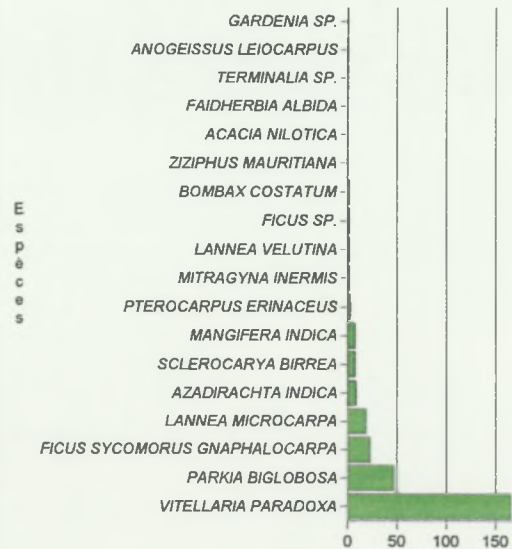 GARDENIA SP.
ANOGEISSUS LEIOCARPUS
TERMINALIA SP.
FAIDHERBIA ALBIDA
ACACIA NILOTICA
ZIZIPHUS MAURITIANA
BOMBAX COSTATUM
FICUS SP.
LANNEA VELUTINA
MITRAGYNA INERMIS
PTEROCARPUS ERINACEUS
MANGIFERA INDICA
SCLEROCARYA BIRREA
AZADIRACHTA INDICA
LANNEA MICROCARPA
FICUS SYCOMORUS GNAPHALOCARPA
PARKIA BIGLOBOSA
VITELLARIA PARADOXA
Espèces
0 50 100 150